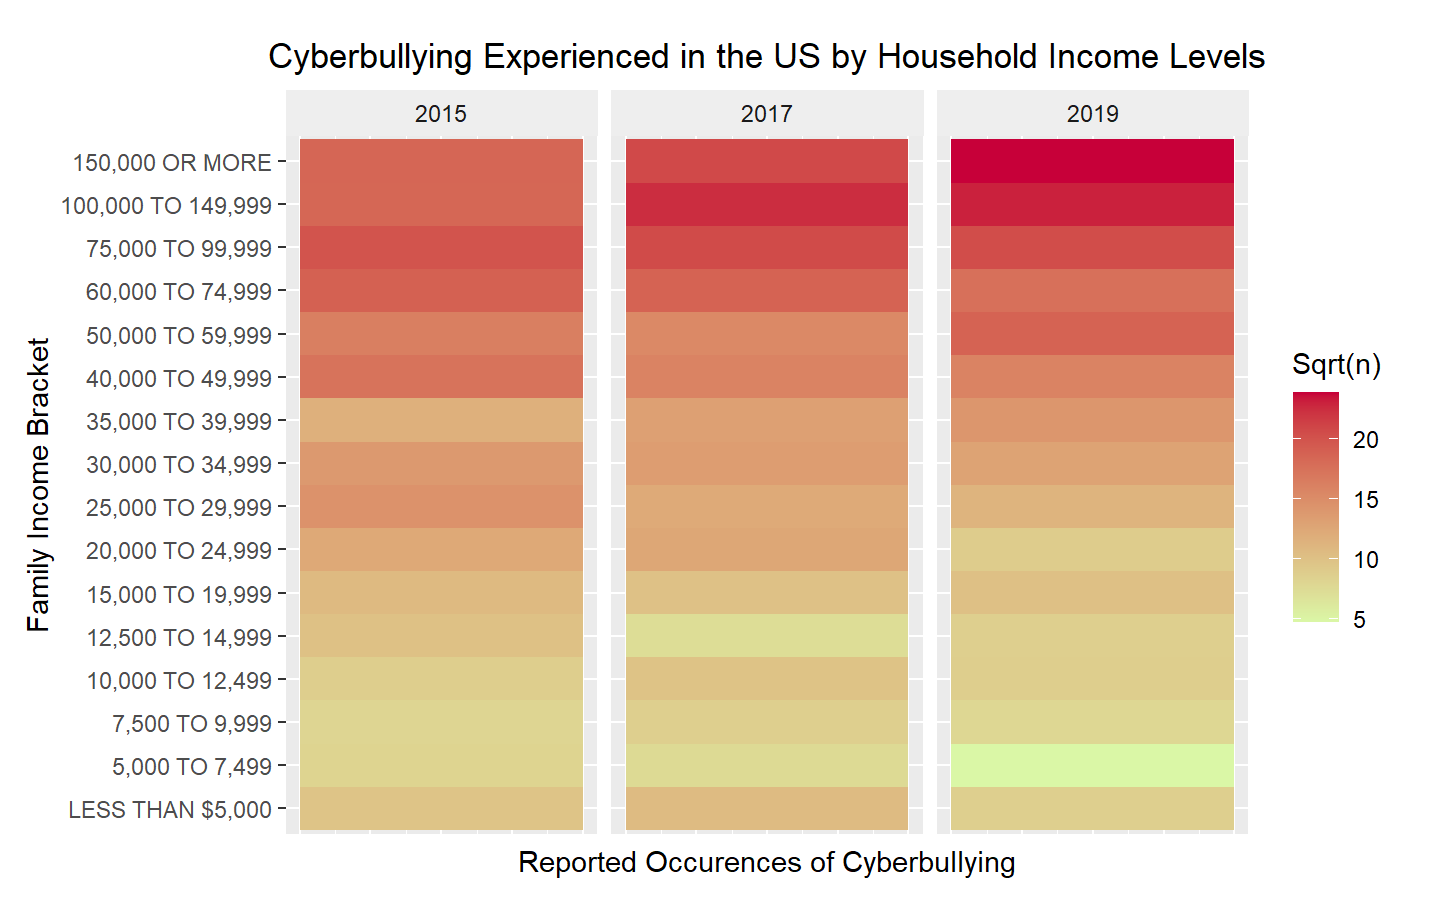 Cyberbullying Experienced in the US by Household Income Levels
2015
2017
2019
150,000 OR MORE
100,000 TO 149,999
75,000 TO 99,999
60,000 TO 74,999
50,000 TO 59,999
40,000 TO 49,999
35,000 TO 39,999
30,000 TO 34,999
25,000 TO 29,999
20,000 TO 24,999
15,000 TO 19,999
12,500 TO 14,999
10,000 TO 12,499
7,500 TO 9,999
5,000 TO 7,499
LESS THAN $5,000
Family Income Bracket
Reported Occurences of Cyberbullying
Sqrt(n)
20
15
10
5